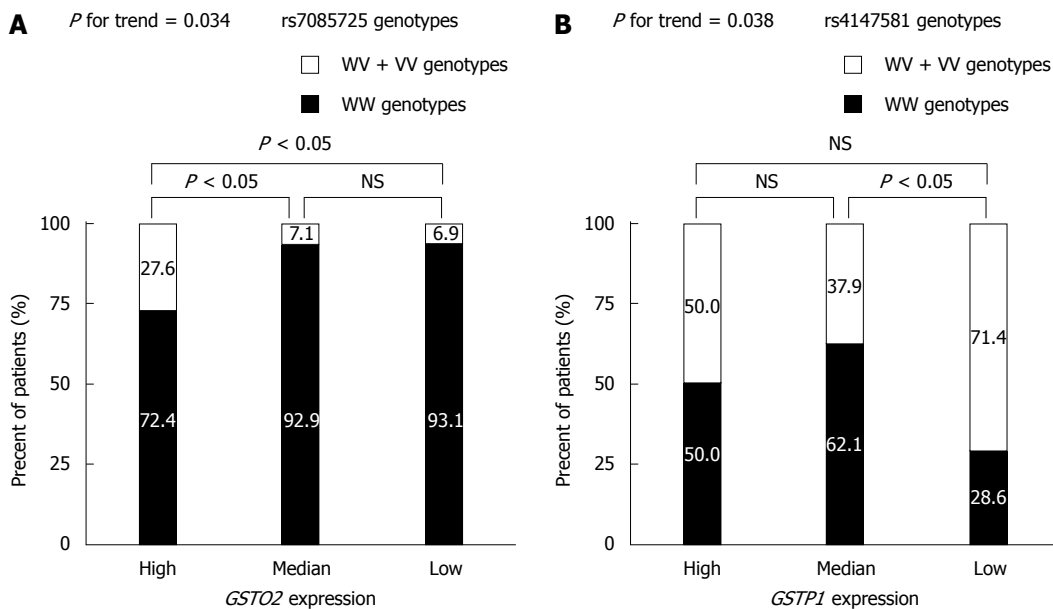 A
P for trend = 0.034
rs7085725 genotypes
WV + VV genotypes
WW genotypes
P < 0.05
P < 0.05
NS
100
75
50
25
0
Precent of patients (%)
27.6
7.1
6.9
72.4
92.9
93.1
High
Median
Low
GSTO2 expression
B
P for trend = 0.038
rs4147581 genotypes
WV + VV genotypes
WW genotypes
NS
NS
P < 0.05
100
75
50
25
0
Precent of patients (%)
50.0
37.9
71.4
50.0
62.1
28.6
High
Median
Low
GSTP1 expression